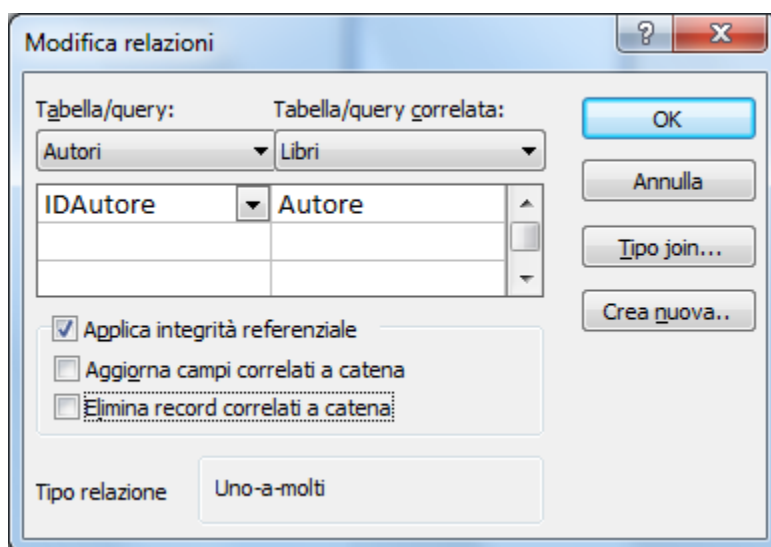 Modifica relazioni
Tabella/query: Tabella/query correlata:
Autori Libri
IDAutore Autore
Applica integrità referenziale
Aggiorna campi correlati a catena
Elimina record correlati a catena
Tipo relazione Uno-a-molti
OK
Annulla
Tipo join...
Crea nuova..